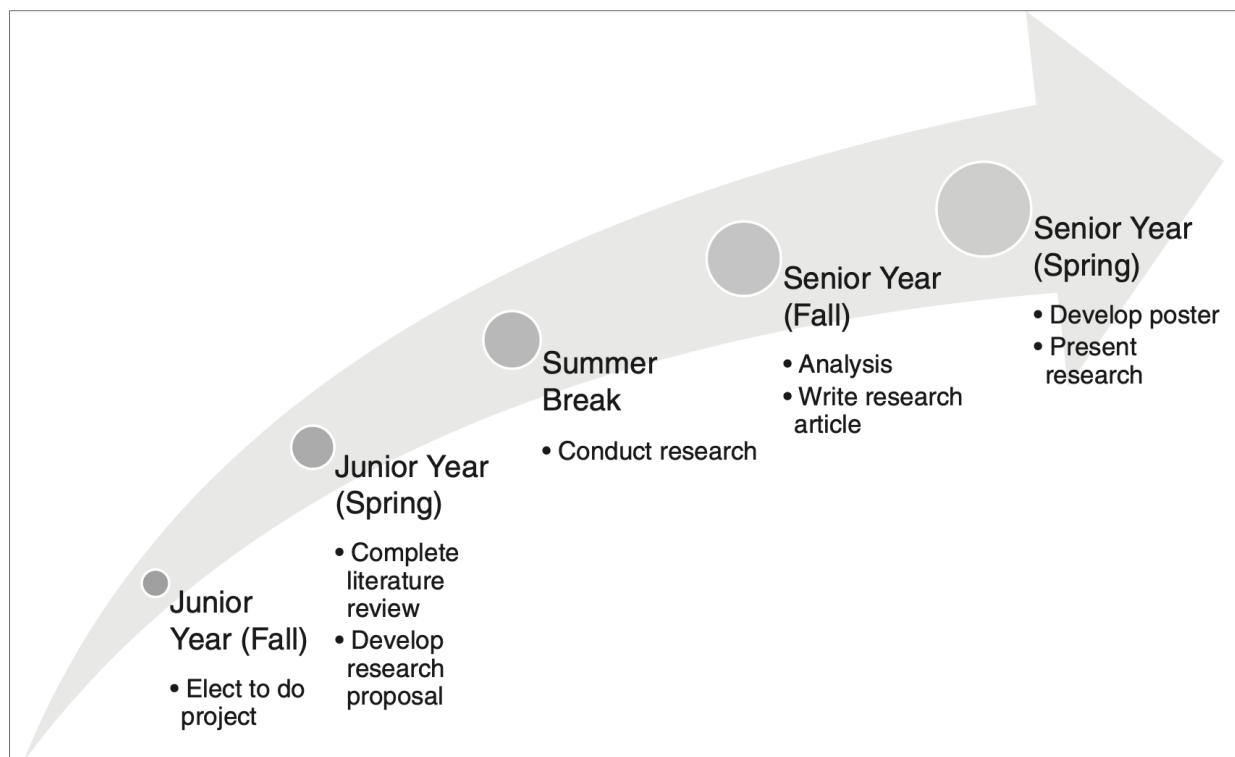 Junior
Year (Fall)
• Elect to do
project
Junior Year
(Spring)
• Complete
literature
review
• Develop
research
proposal
Summer
Break
• Conduct research
Senior Year
(Fall)
• Analysis
• Write research
article
Senior Year
(Spring)
• Develop poster
• Present
research